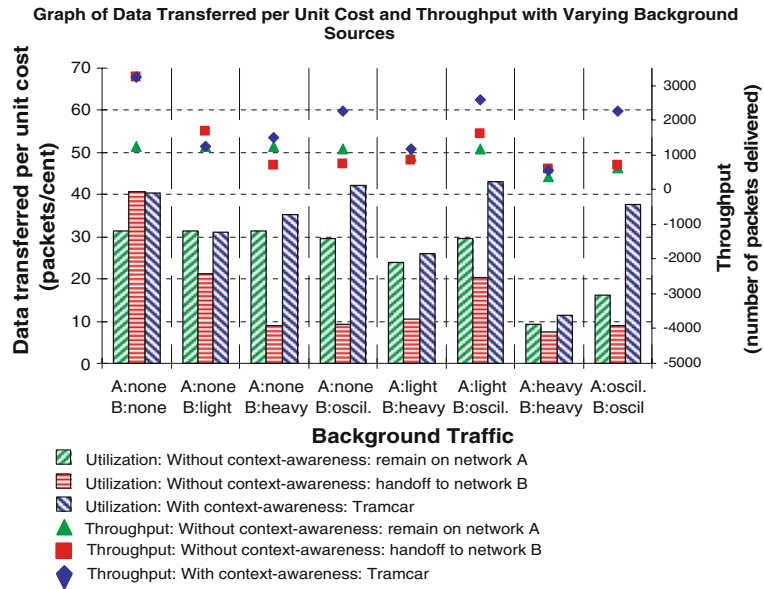 Graph of Data Transferred per Unit Cost and Throughput with Varying Background
Sources
Data transferred per unit cost
(packets/cent)
70
60
50
40
30
20
10
0
3000
2000
1000
0
-1000
-2000
-3000
-4000
-5000
Throughput
(number of packets delivered)
A:none A:none A:none A:none A:light A:light A:heavy A:oscil.
B:none B:light B:heavy B:oscil. B:heavy B:oscil. B:heavy B:oscil
Background Traffic
Utilization: Without context-awareness: remain on network A
Utilization: Without context-awareness: handoff to network B
Utilization: With context-awareness: Tramcar
Throughput: Without context-awareness: remain on network A
Throughput: Without context-awareness: handoff to network B
Throughput: With context-awareness: Tramcar